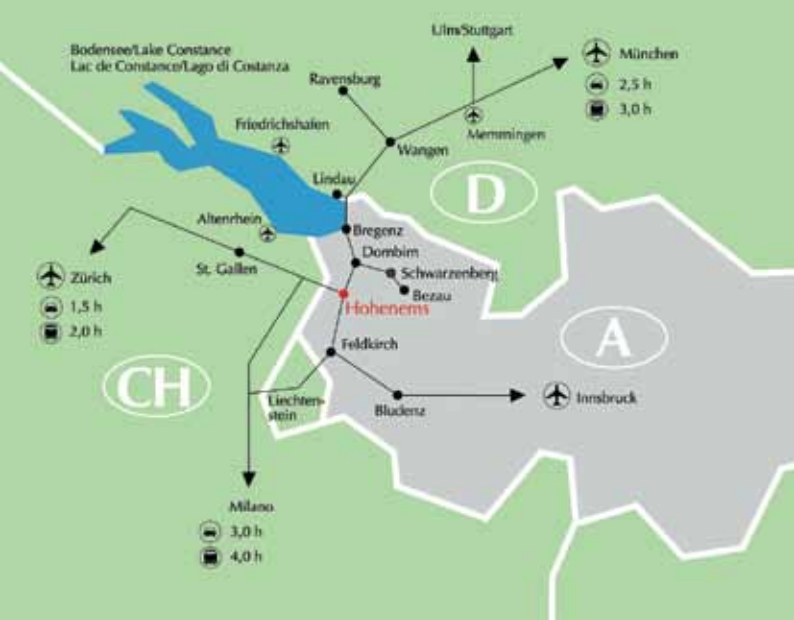 Bodensee/Lake Constance
Lac de Constance/Lago di Costanza
Ulm/Stuttgart
München
2,5 h
3,0 h
Ravensburg
Friedrichshafen
Memmingen
Wangen
Lindau
D
Altenrhein
Bregenz
Dornbirn
St. Gallen
Schwarzenberg
Zürich
1,5 h
2,0 h
Bezau
Hohenems
A
Feldkirch
CH
Liechten-
stein
Bludenz
Innsbruck
Milano
3,0 h
4,0 h